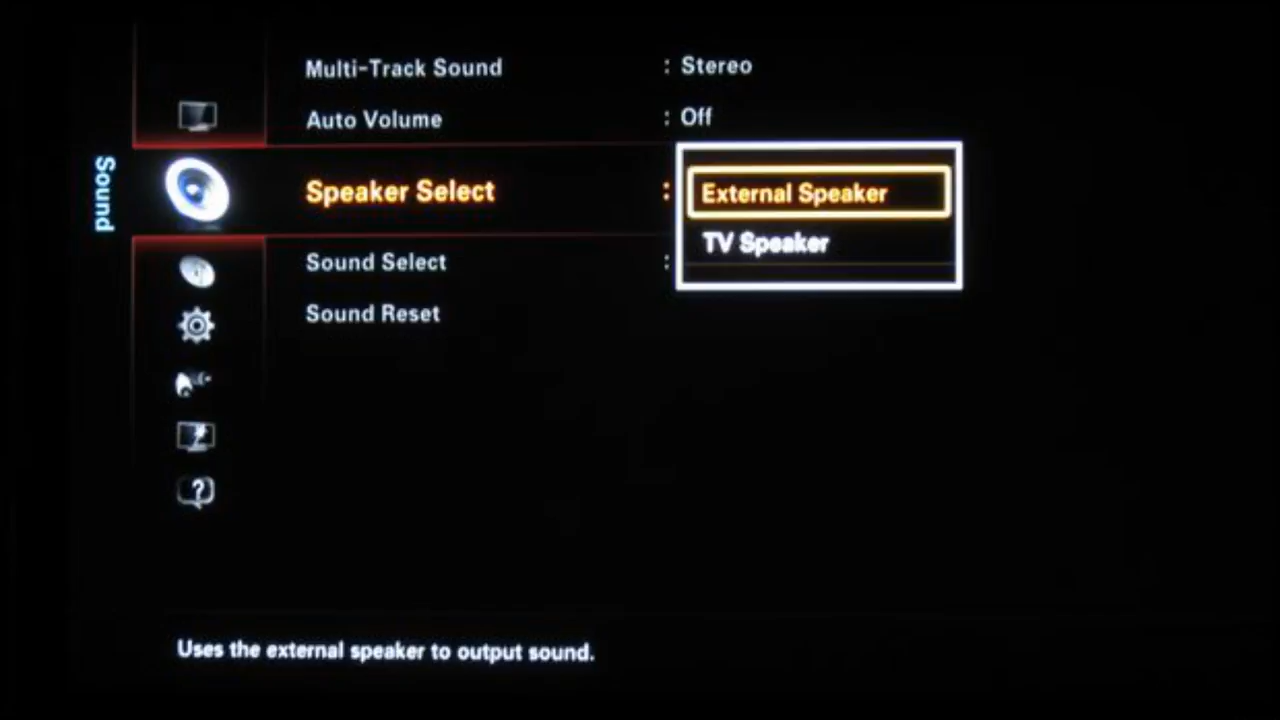 Multi-Track Sound : Stereo
Auto Volume : Off
Sound
Speaker Select : External Speaker
TV Speaker
Sound Select :
Sound Reset
?
Uses the external speaker to output sound.